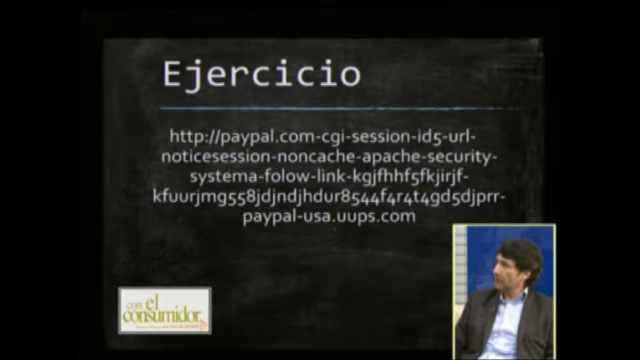 Ejercicio
http://paypal.com-cgi-session-id5-url-
noticesession-noncache-apache-security-
systema-folow-link-kgjfhhf5fkjirjf-
kfuurjmg558jdjndjhdur8544f4r4t4gd5djprr-
paypal-usa.uups.com
con el
consumidor